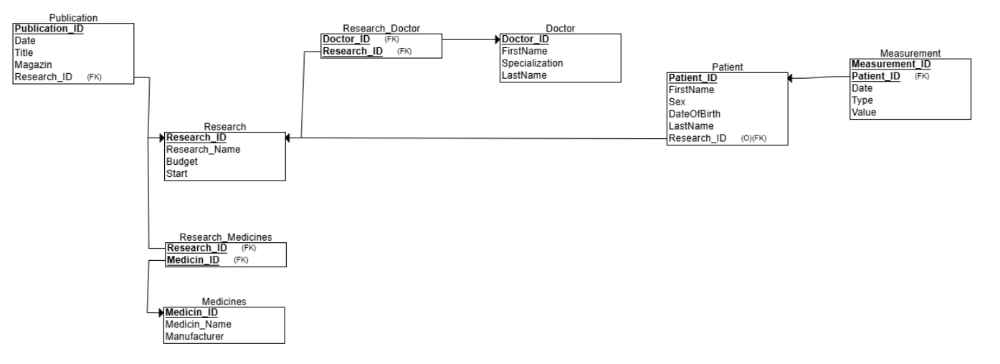 Publication
Publication_ID
Date
Title
Magazin
Research_ID (FK)
Research_Doctor
Doctor_ID (FK)
Research_ID (FK)
Doctor
Doctor_ID
FirstName
Specialization
LastName
Patient
Patient_ID
FirstName
Sex
DateOfBirth
LastName
Research_ID (O)(FK)
Measurement
Measurement_ID
Patient_ID (FK)
Date
Type
Value
Research
Research_ID
Research_Name
Budget
Start
Research_Medicines
Research_ID (FK)
Medicin_ID (FK)
Medicines
Medicin_ID
Medicin_Name
Manufacturer